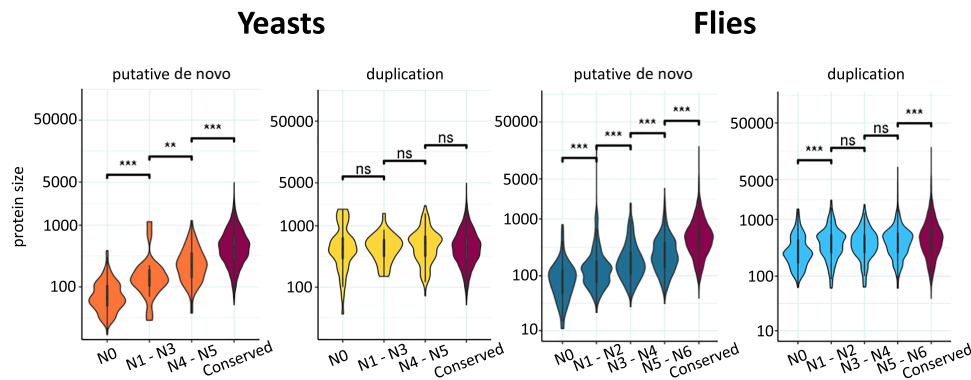 Yeasts Flies
putative de novo duplication putative de novo duplication
protein size
50000
5000
1000
100
*** ** ***
N0 N1 - N3 N4 - N5 Conserved
50000
5000
1000
100
ns ns ns
N0 N1 - N3 N4 - N5 Conserved
50000
5000
1000
100
10
*** *** *** ***
N0 N1 - N2 N3 - N4 N5 - N6 Conserved
50000
5000
1000
100
10
*** ns ns ***
N0 N1 - N2 N3 - N4 N5 - N6 Conserved